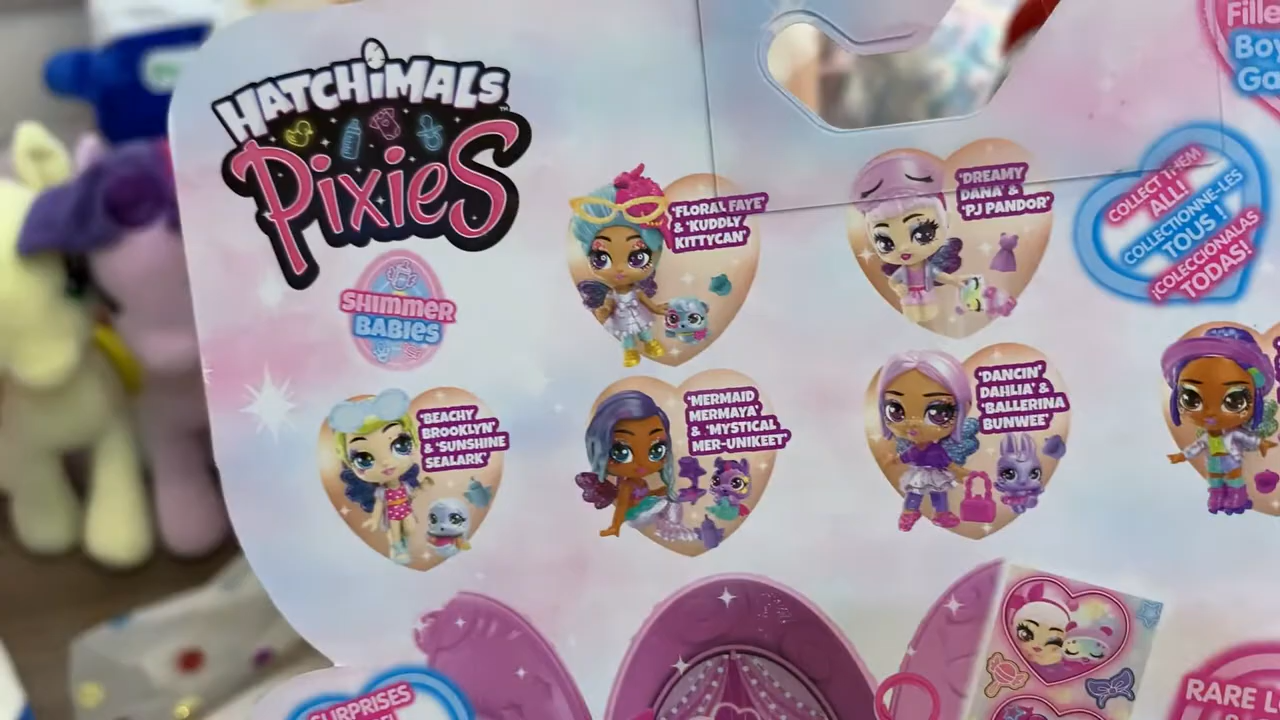 HATCHiMALS
PiXieS
SHiMMeR
BABieS
'FLORAL FAYE'
& 'KUDDLY
KITTYCAN'
'DREAMY
DANA' &
'PJ PANDOR'
COLLECT THEM
ALL!
COLLECTIONNE-LES
TOUS !
¡COLECCIÓNALAS
TODAS!
'BEACHY
BROOKLYN'
& 'SUNSHINE
SEALARK'
'MERMAID
MERMAYA'
& 'MYSTICAL
MER-UNIKEET'
'DANCIN'
DAHLIA' &
'BALLERINA
BUNWEE'
SURPRISES
RARE